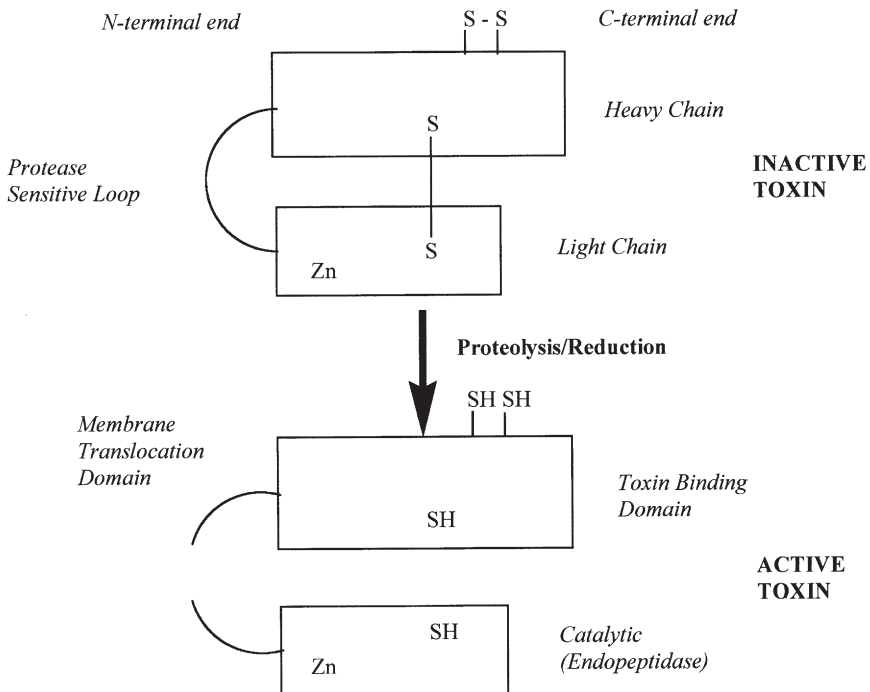 N-terminal end
S - S
C-terminal end
Heavy Chain
S
Protease
Sensitive Loop
INACTIVE
TOXIN
S
Light Chain
Zn
Proteolysis/Reduction
SH SH
Membrane
Translocation
Domain
Toxin Binding
Domain
SH
ACTIVE
TOXIN
SH
Catalytic
(Endopeptidase)
Zn